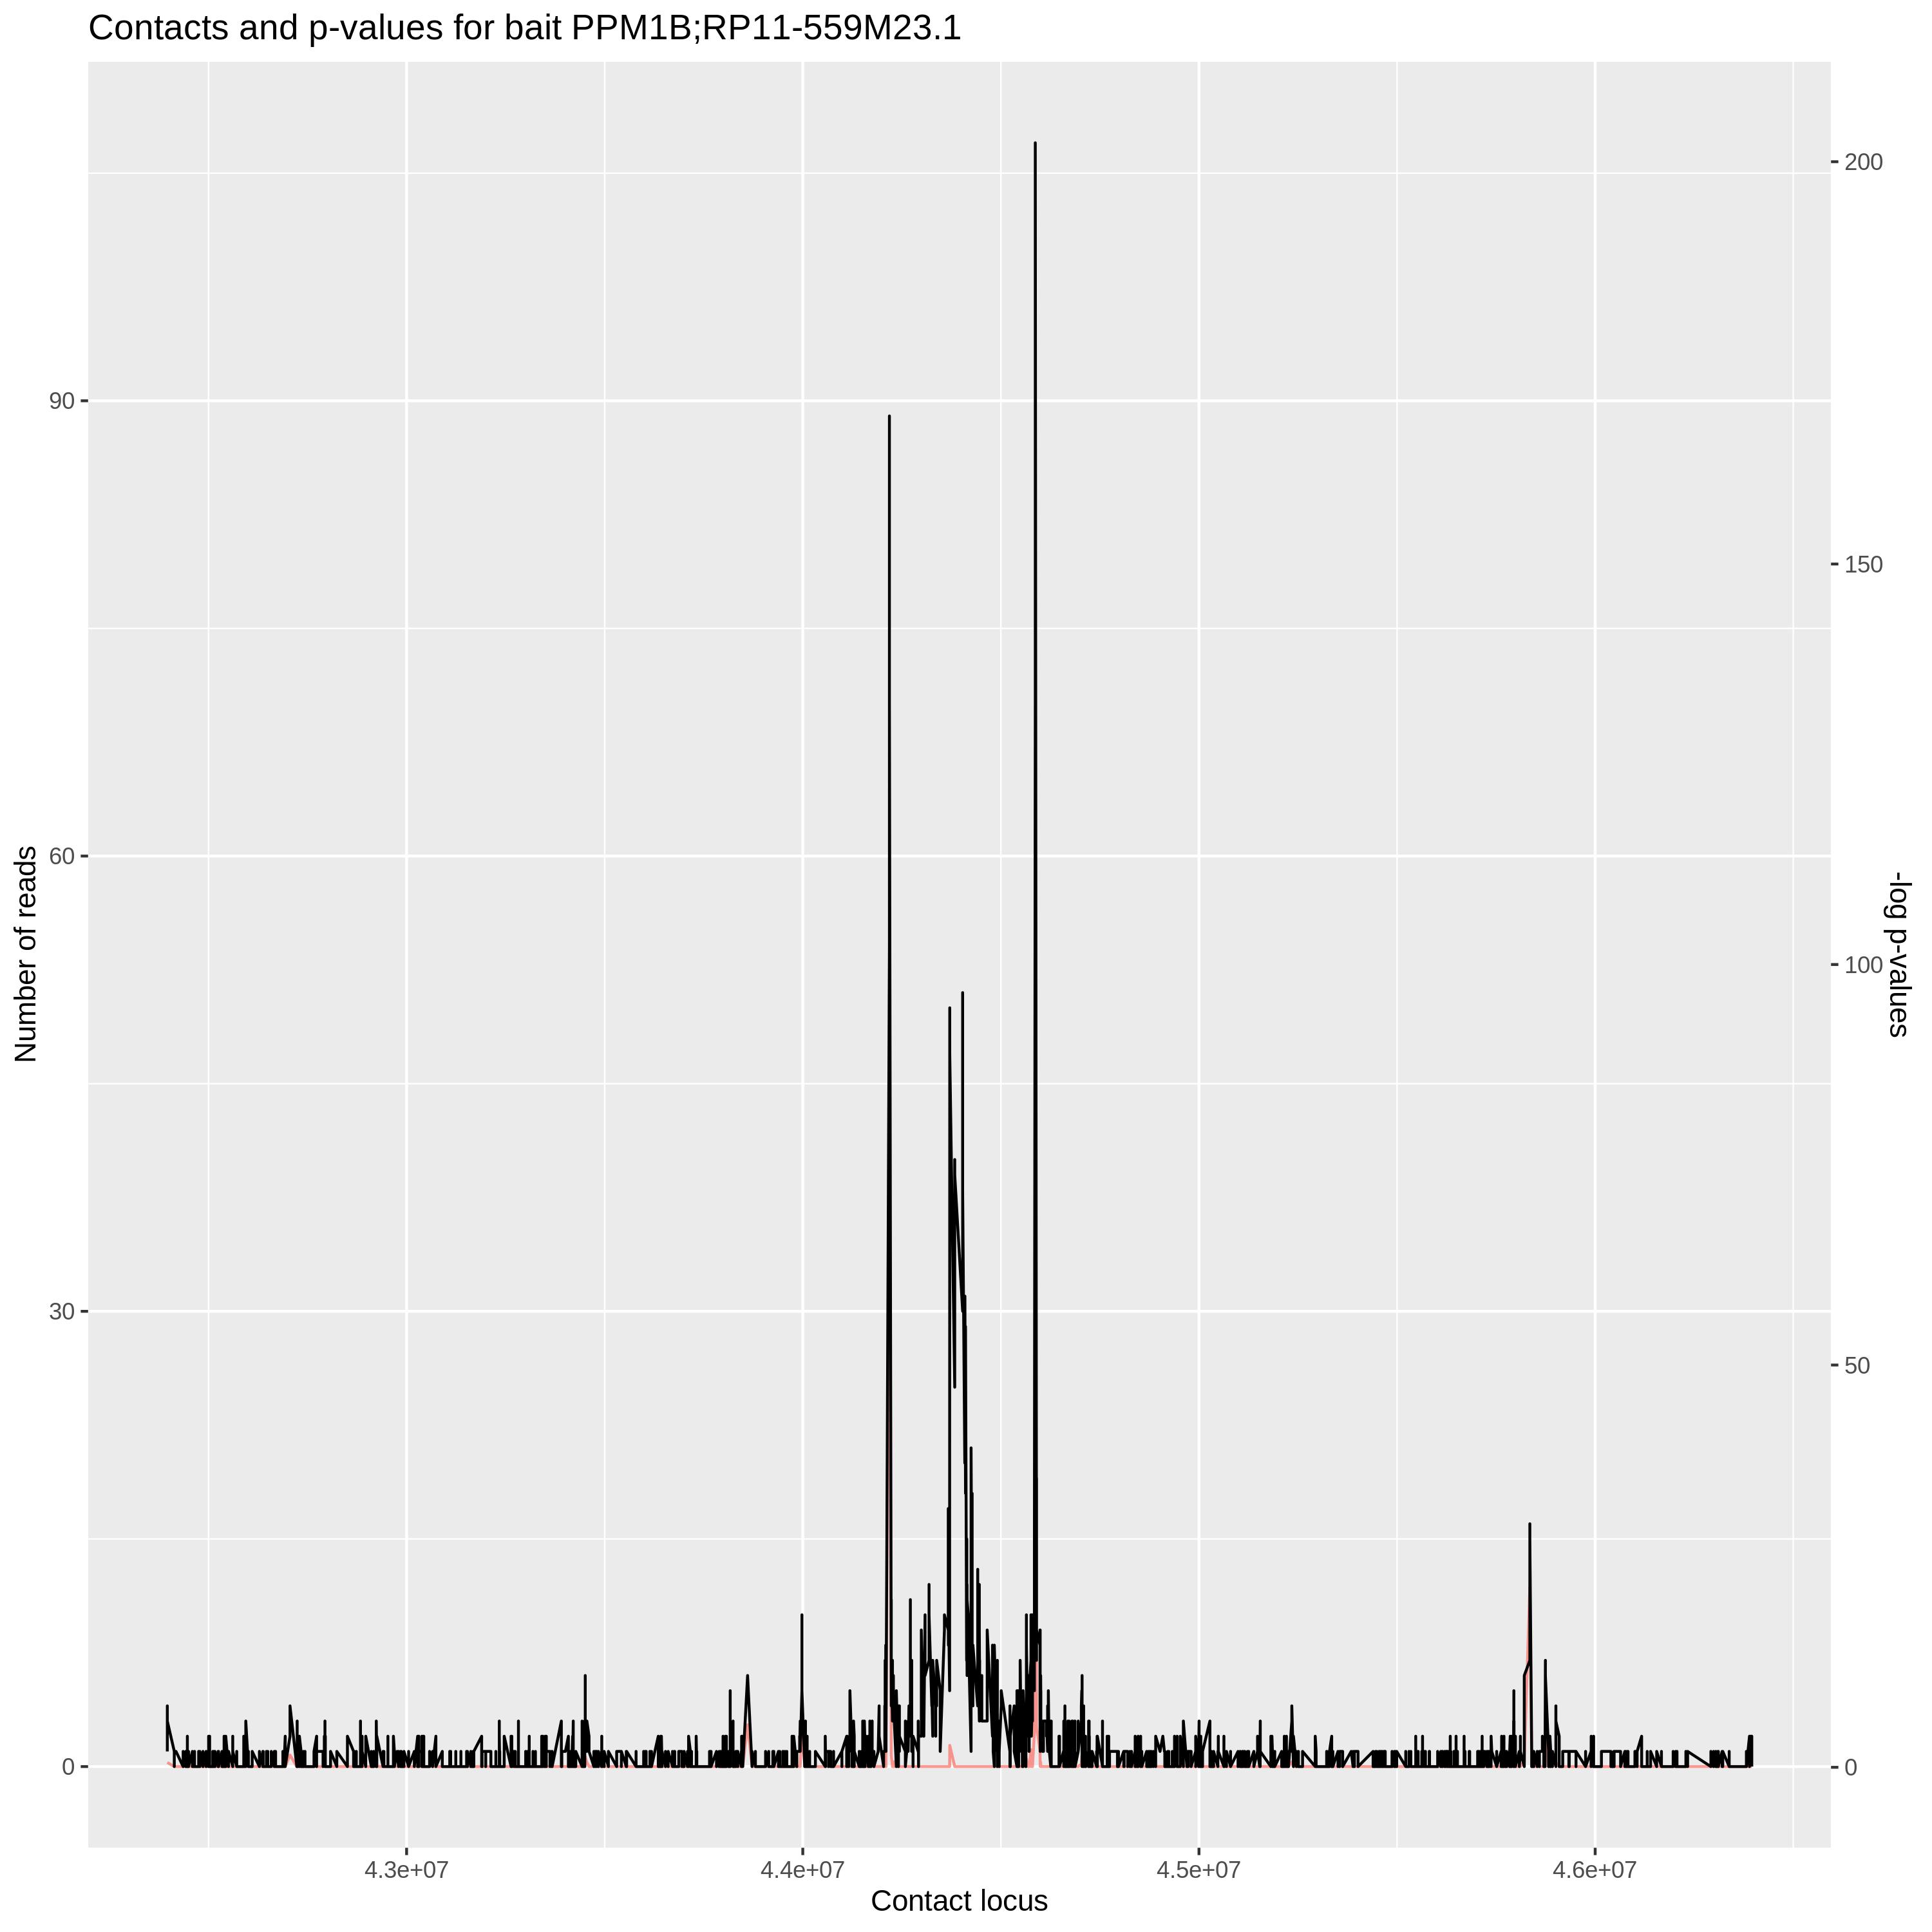 Contacts and p-values for bait PPM1B;RP11-559M23.1
Number of reads
90
60
30
0
200
150
100
50
0
-log p-values
4.3e+07
4.4e+07
4.5e+07
4.6e+07
Contact locus